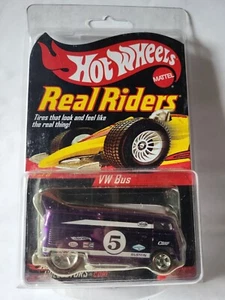 Hot Wheels
MATTEL
Real Riders
Tires that look and feel like
the real thing!
VW Bus
5